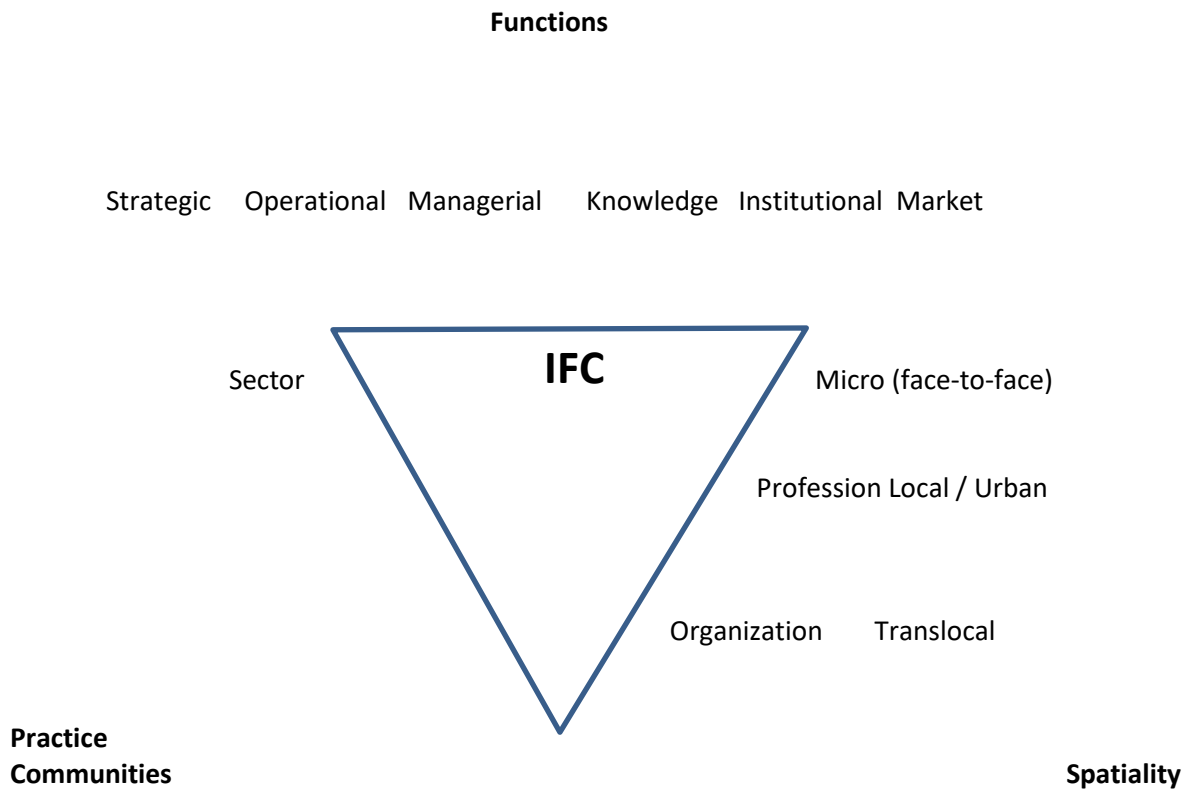 Functions
Strategic Operational Managerial Knowledge Institutional Market
IFC
Sector Micro (face-to-face)
Profession Local / Urban
Organization Translocal
Practice
Communities Spatiality